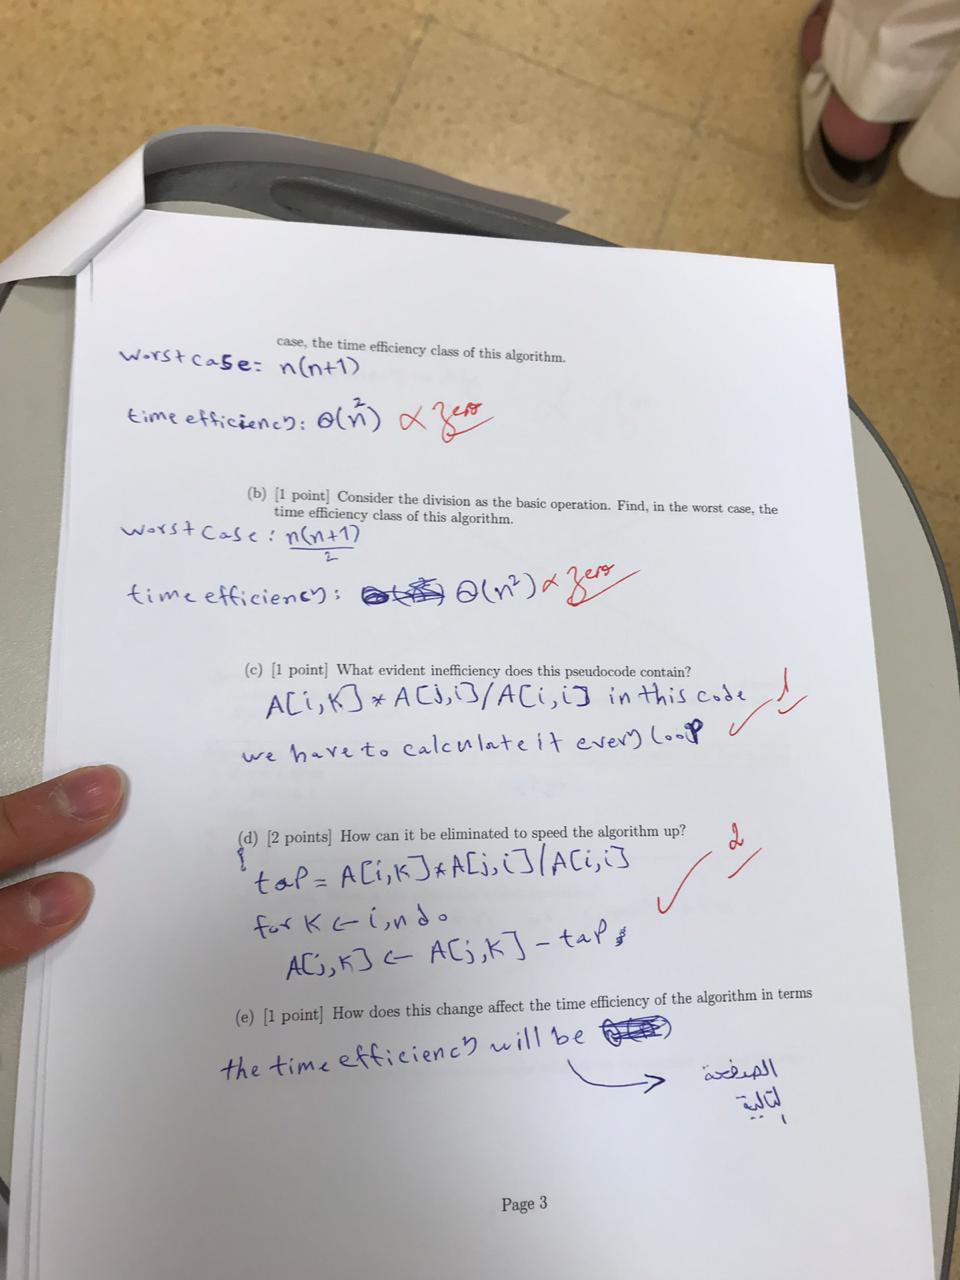 case, the time efficiency class of this algorithm.
worst case= n(n+1)
time efficiency: Θ(n²) zero
(b) [1 point] Consider the division as the basic operation. Find, in the worst case, the
time efficiency class of this algorithm.
worst case: n(n+1)/2
time efficiency: Θ(n²) zero
(c) [1 point] What evident inefficiency does this pseudocode contain?
A[i,K] * A[j,i]/A[i,i] in this code
1
we have to calculate it every loop
(d) [2 points] How can it be eliminated to speed the algorithm up?
2
tap = A[i,K]*A[j,i]/A[i,i]
for K ← i,n do
A[j,K] ← A[j,K] - tap;
(e) [1 point] How does this change affect the time efficiency of the algorithm in terms
the time efficiency will be
الصفحة
التالية
Page 3